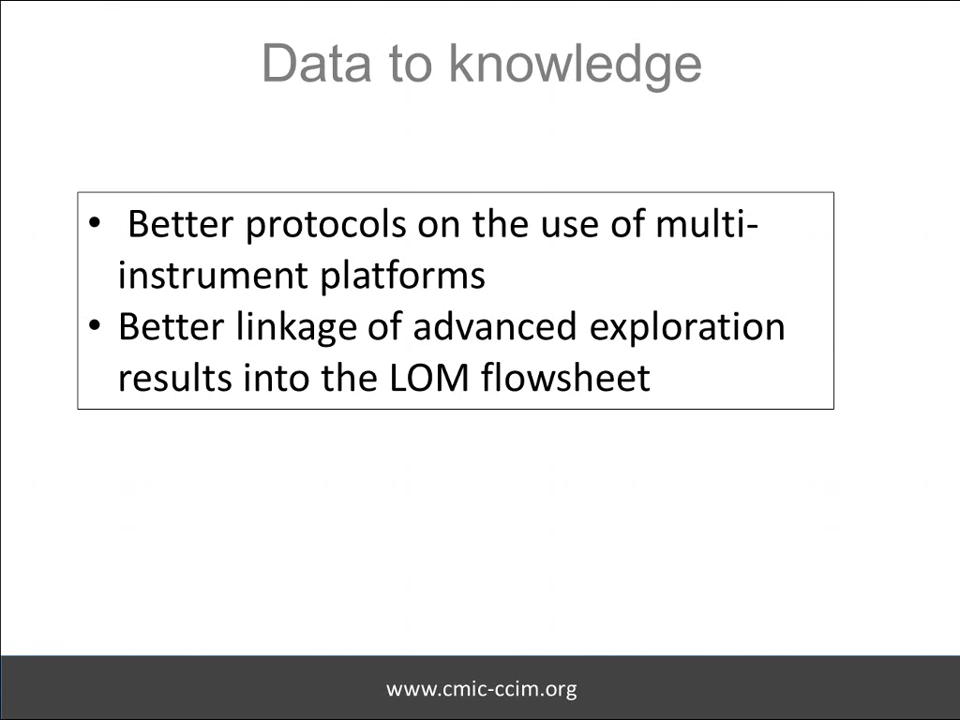 Data to knowledge
• Better protocols on the use of multi-
instrument platforms
• Better linkage of advanced exploration
results into the LOM flowsheet
www.cmic-ccim.org